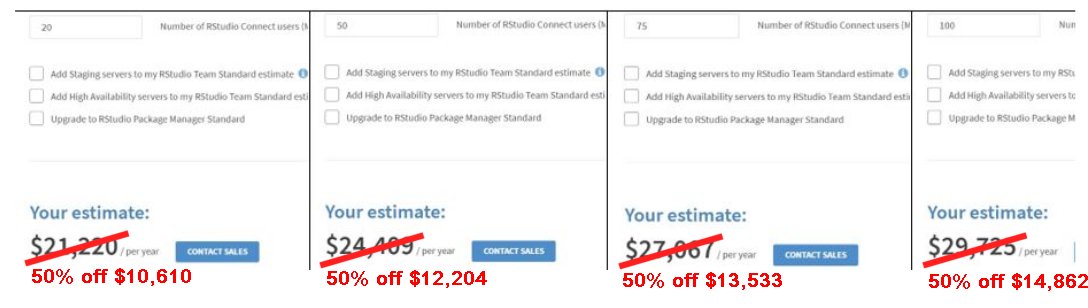 20 Number of RStudio Connect users (M
Add Staging servers to my RStudio Team Standard estimate
Add High Availability servers to my RStudio Team Standard esti
Upgrade to RStudio Package Manager Standard
Your estimate:
$21,220 / per year CONTACT SALES
50% off $10,610
50 Number of RStudio Connect users (M
Add Staging servers to my RStudio Team Standard estimate
Add High Availability servers to my RStudio Team Standard esti
Upgrade to RStudio Package Manager Standard
Your estimate:
$24,409 / per year CONTACT SALES
50% off $12,204
75 Number of RStudio Connect users (M
Add Staging servers to my RStudio Team Standard estimate
Add High Availability servers to my RStudio Team Standard esti
Upgrade to RStudio Package Manager Standard
Your estimate:
$27,067 / per year CONTACT SALES
50% off $13,533
100 Num
Add Staging servers to my RStu
Add High Availability servers to
Upgrade to RStudio Package M
Your estimate:
$29,725 / per year
50% off $14,862